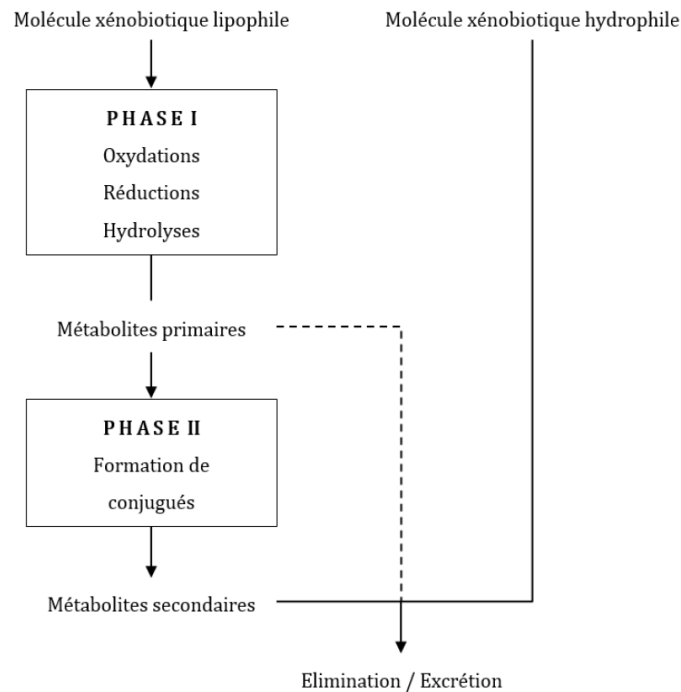 Molécule xénobiotique lipophile
Molécule xénobiotique hydrophile
PHASE I
Oxydations
Réductions
Hydrolyses
Métabolites primaires
PHASE II
Formation de
conjugués
Métabolites secondaires
Elimination / Excrétion